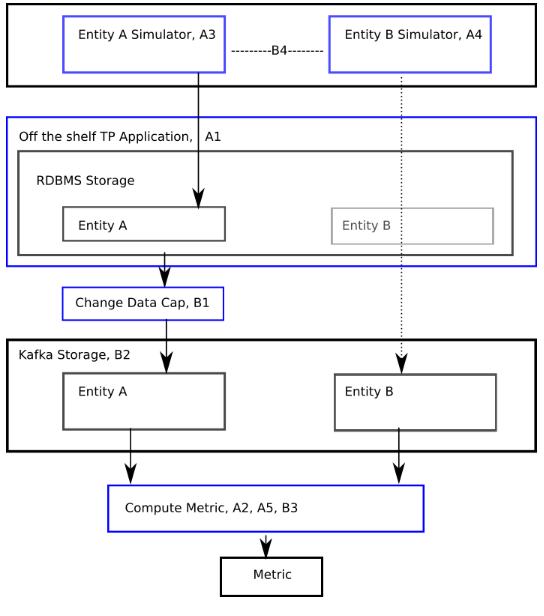 Entity A Simulator, A3
---------B4--------
Entity B Simulator, A4
Off the shelf TP Application, A1
RDBMS Storage
Entity A
Entity B
Change Data Cap, B1
Kafka Storage, B2
Entity A
Entity B
Compute Metric, A2, A5, B3
Metric